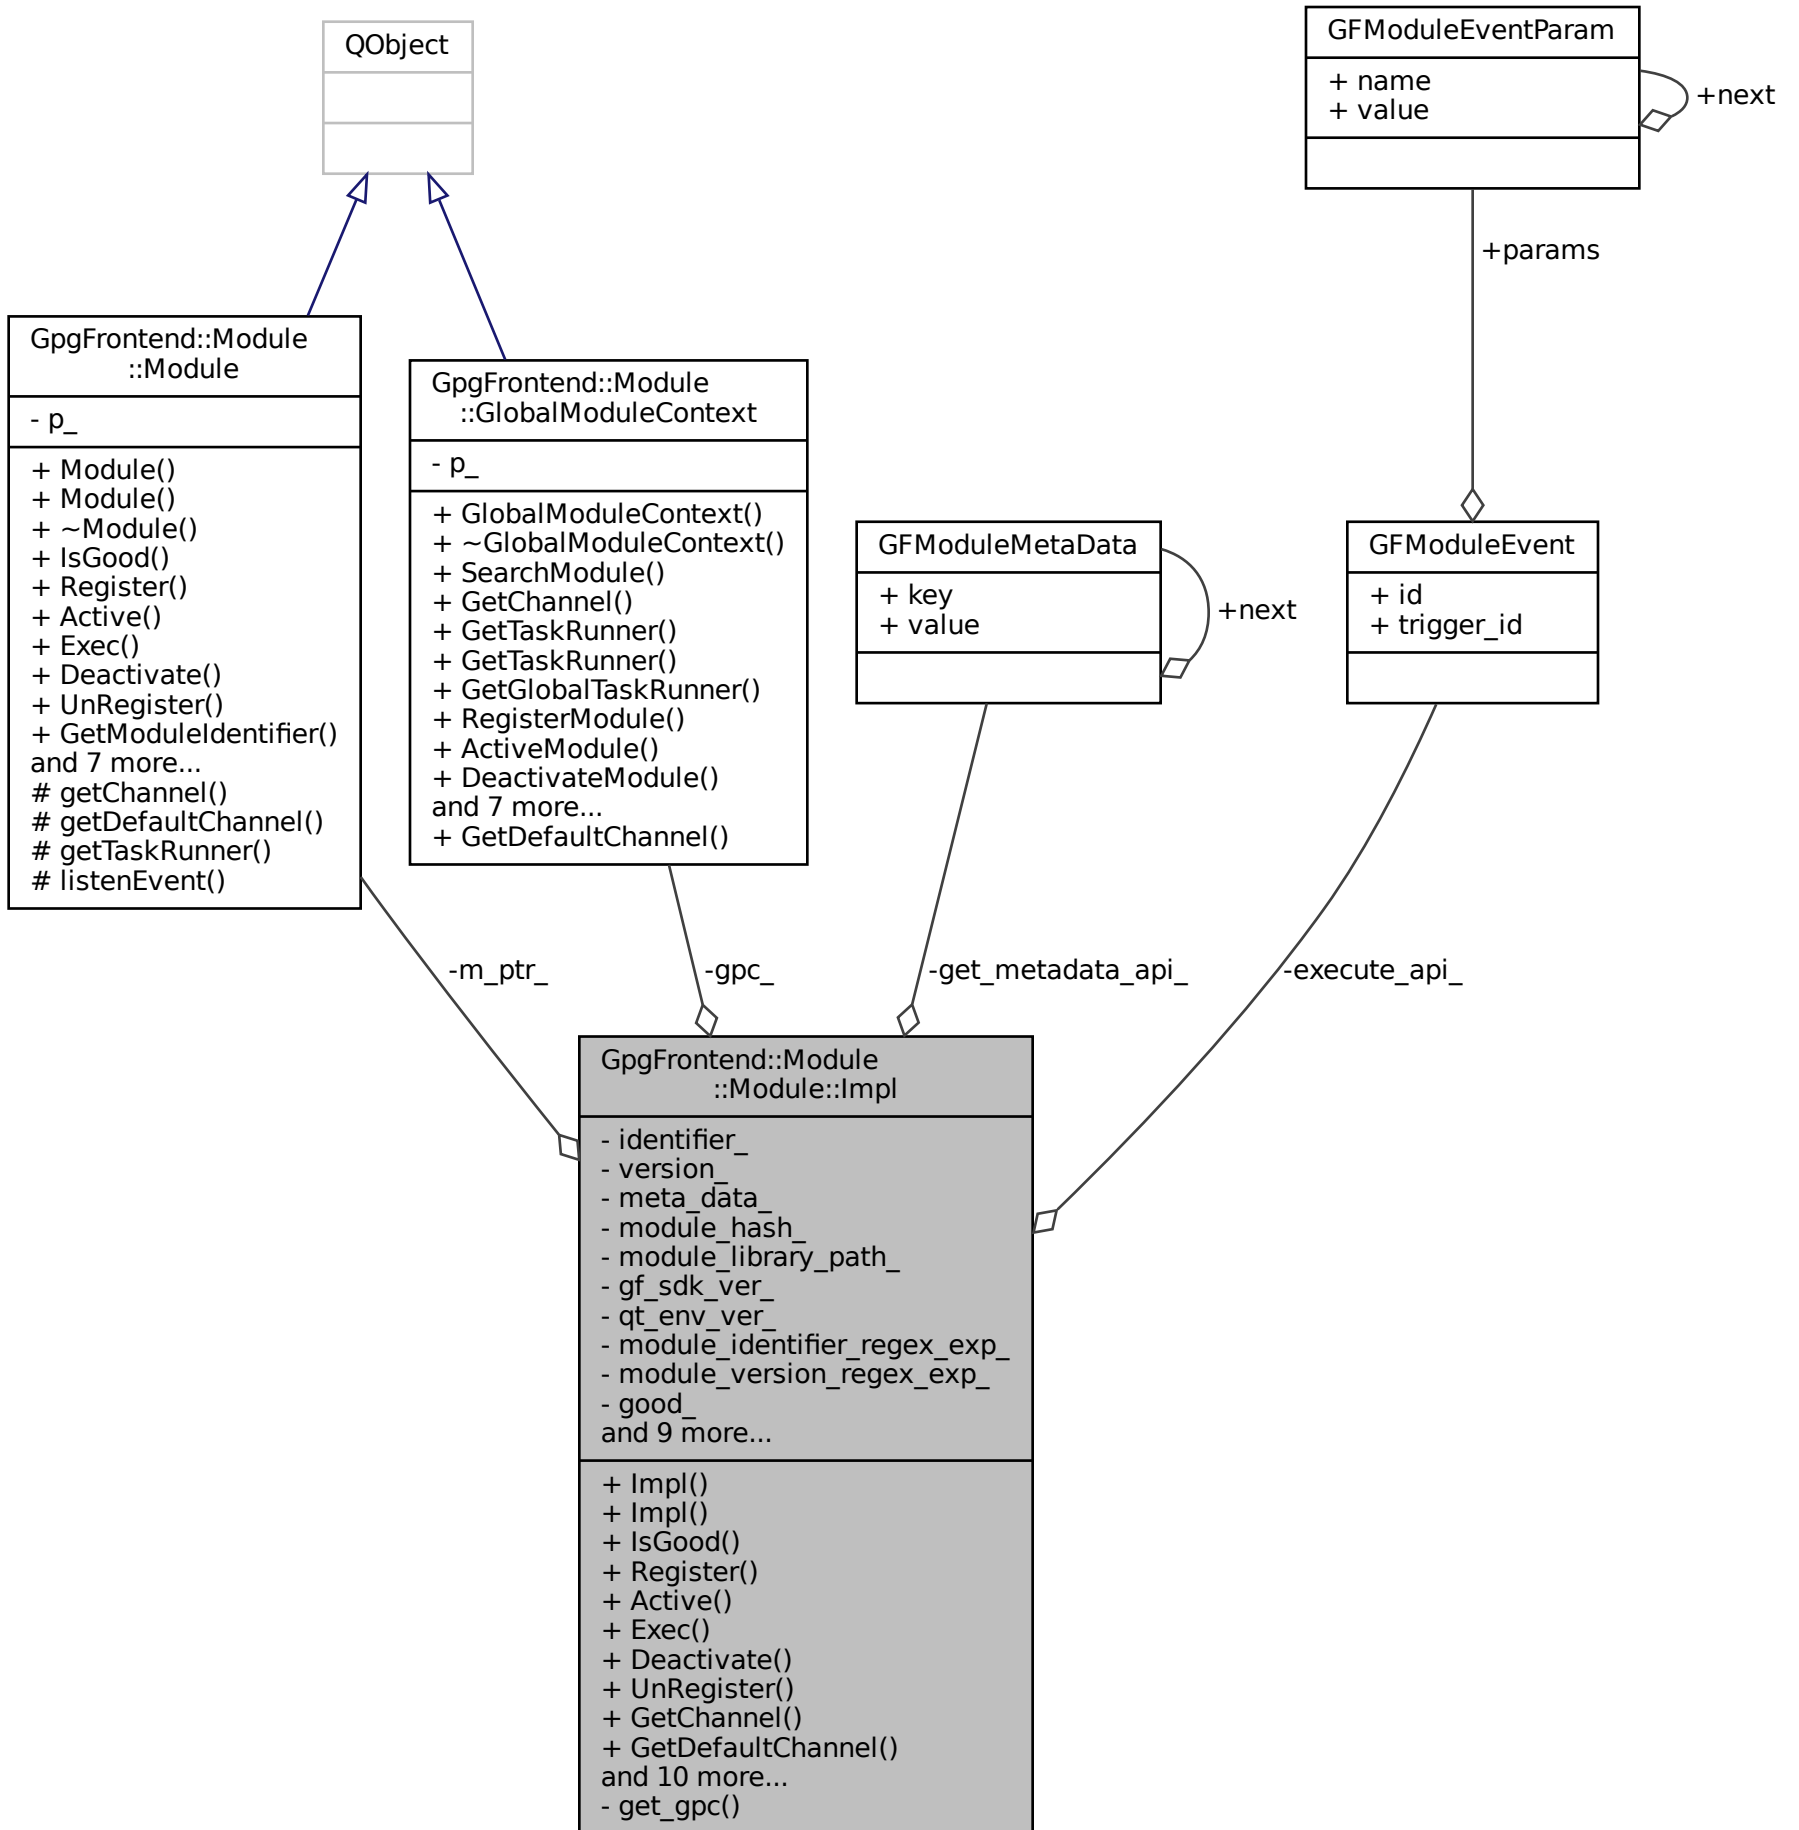 QObject
GFModuleEventParam
+ name
+ value
+next
+params
GpgFrontend::Module
::Module
- p_
+ Module()
+ Module()
+ ~Module()
+ IsGood()
+ Register()
+ Active()
+ Exec()
+ Deactivate()
+ UnRegister()
+ GetModuleIdentifier()
and 7 more...
# getChannel()
# getDefaultChannel()
# getTaskRunner()
# listenEvent()
GpgFrontend::Module
::GlobalModuleContext
- p_
+ GlobalModuleContext()
+ ~GlobalModuleContext()
+ SearchModule()
+ GetChannel()
+ GetTaskRunner()
+ GetTaskRunner()
+ GetGlobalTaskRunner()
+ RegisterModule()
+ ActiveModule()
+ DeactivateModule()
and 7 more...
+ GetDefaultChannel()
GFModuleMetaData
+ key
+ value
+next
GFModuleEvent
+ id
+ trigger_id
-m_ptr_
-gpc_
-get_metadata_api_
-execute_api_
GpgFrontend::Module
::Module::Impl
- identifier_
- version_
- meta_data_
- module_hash_
- module_library_path_
- gf_sdk_ver_
- qt_env_ver_
- module_identifier_regex_exp_
- module_version_regex_exp_
- good_
and 9 more...
+ Impl()
+ Impl()
+ IsGood()
+ Register()
+ Active()
+ Exec()
+ Deactivate()
+ UnRegister()
+ GetChannel()
+ GetDefaultChannel()
and 10 more...
- get_gpc()